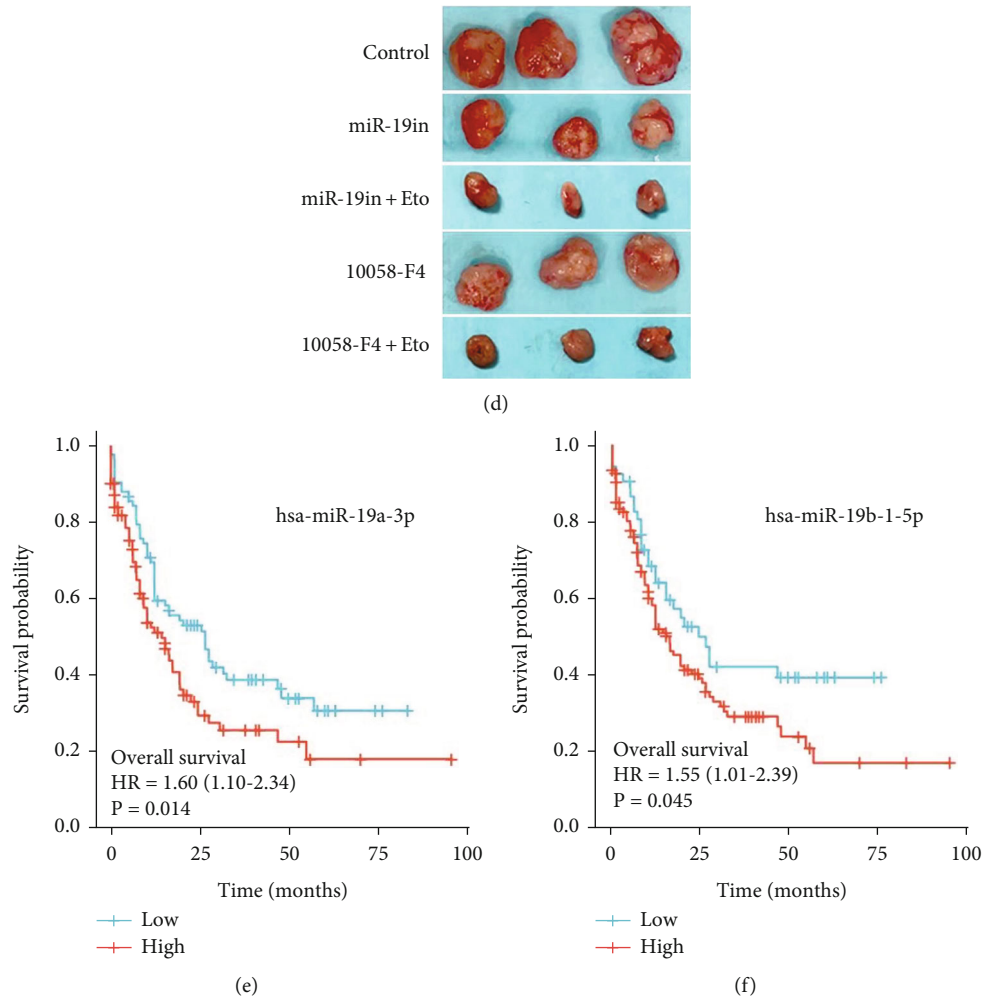 Control
miR-19in
miR-19in + Eto
10058-F4
10058-F4 + Eto
(d)
1.0
0.8
0.6
0.4
0.2
0.0
Survival probability
hsa-miR-19a-3p
Overall survival
HR = 1.60 (1.10-2.34)
P = 0.014
0 25 50 75 100
Time (months)
Low
High
(e)
1.0
0.8
0.6
0.4
0.2
0.0
Survival probability
hsa-miR-19b-1-5p
Overall survival
HR = 1.55 (1.01-2.39)
P = 0.045
0 25 50 75 100
Time (months)
Low
High
(f)